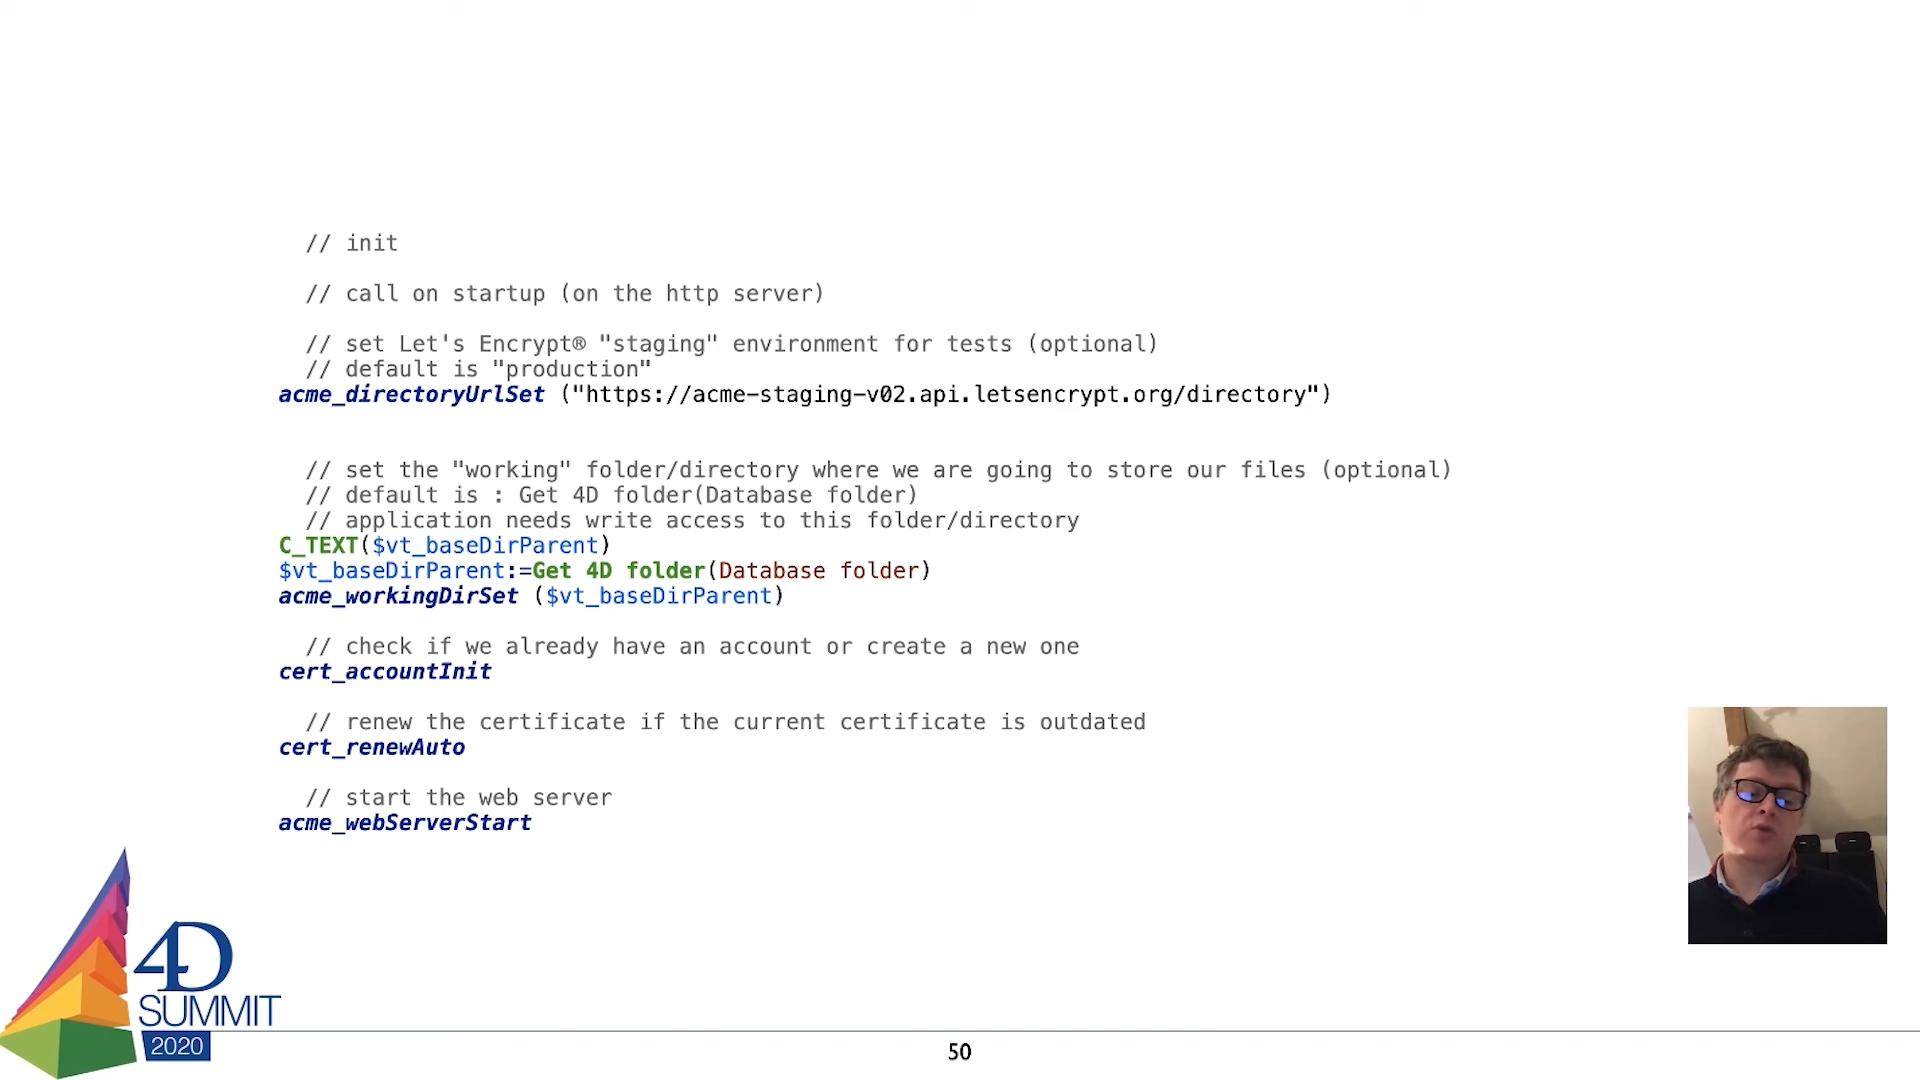 // init
// call on startup (on the http server)
// set Let's Encrypt® "staging" environment for tests (optional)
// default is "production"
acme_directoryUrlSet ("https://acme-staging-v02.api.letsencrypt.org/directory")
// set the "working" folder/directory where we are going to store our files (optional)
// default is : Get 4D folder(Database folder)
// application needs write access to this folder/directory
C_TEXT($vt_baseDirParent)
$vt_baseDirParent:=Get 4D folder(Database folder)
acme_workingDirSet ($vt_baseDirParent)
// check if we already have an account or create a new one
cert_accountInit
// renew the certificate if the current certificate is outdated
cert_renewAuto
// start the web server
acme_webServerStart
4D
SUMMIT
2020
50